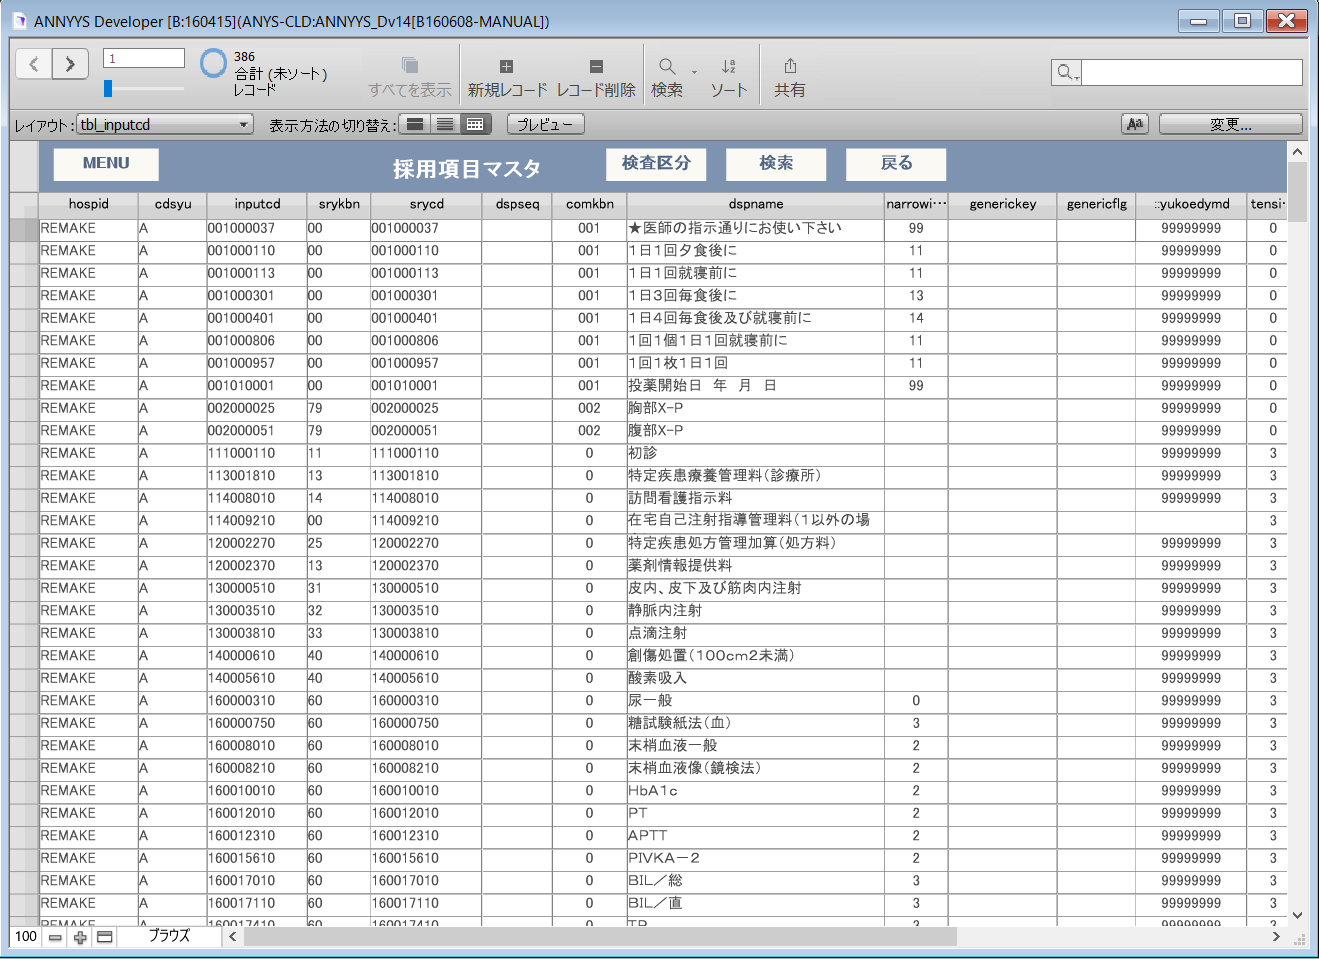 ANNYYS Developer [B:160415](ANYS-CLD:ANNYYS_Dv14[B160608-MANUAL])
1
386
合計 (未ソート)
レコード
すべてを表示
新規レコード
レコード削除
検索
ソート
共有
レイアウト: tbl_inputcd 表示方法の切り替え: プレビュー Aa 変更...
MENU 採用項目マスタ 検査区分 検索 戻る
hospid cdsyu inputcd srykbn srycd dspseq comkbn dspname narrowi… generickey genericflg ::yukoedymd tensi·
REMAKE A 001000037 00 001000037 001 ★医師の指示通りにお使い下さい 99 99999999 0
REMAKE A 001000110 00 001000110 001 1日1回夕食後に 11 99999999 0
REMAKE A 001000113 00 001000113 001 1日1回就寝前に 11 99999999 0
REMAKE A 001000301 00 001000301 001 1日3回毎食後に 13 99999999 0
REMAKE A 001000401 00 001000401 001 1日4回毎食後及び就寝前に 14 99999999 0
REMAKE A 001000806 00 001000806 001 1回1個1日1回就寝前に 11 99999999 0
REMAKE A 001000957 00 001000957 001 1回1枚1日1回 11 99999999 0
REMAKE A 001010001 00 001010001 001 投薬開始日　年　月　日 99 99999999 0
REMAKE A 002000025 79 002000025 002 胸部X-P 99999999 0
REMAKE A 002000051 79 002000051 002 腹部X-P 99999999 0
REMAKE A 111000110 11 111000110 0 初診 99999999 3
REMAKE A 113001810 13 113001810 0 特定疾患療養管理料(診療所) 99999999 3
REMAKE A 114008010 14 114008010 0 訪問看護指示料 99999999 3
REMAKE A 114009210 00 114009210 0 在宅自己注射指導管理料(1以外の場 3
REMAKE A 120002270 25 120002270 0 特定疾患処方管理加算(処方料) 99999999 3
REMAKE A 120002370 13 120002370 0 薬剤情報提供料 99999999 3
REMAKE A 130000510 31 130000510 0 皮内、皮下及び筋肉内注射 99999999 3
REMAKE A 130003510 32 130003510 0 静脈内注射 99999999 3
REMAKE A 130003810 33 130003810 0 点滴注射 99999999 3
REMAKE A 140000610 40 140000610 0 創傷処置(100cm2未満) 99999999 3
REMAKE A 140005610 40 140005610 0 酸素吸入 99999999 3
REMAKE A 160000310 60 160000310 0 尿一般 0 99999999 3
REMAKE A 160000750 60 160000750 0 糖試験紙法(血) 3 99999999 3
REMAKE A 160008010 60 160008010 0 末梢血液一般 2 99999999 3
REMAKE A 160008210 60 160008210 0 末梢血液像(鏡検法) 2 99999999 3
REMAKE A 160010010 60 160010010 0 HbA1c 2 99999999 3
REMAKE A 160012010 60 160012010 0 PT 2 99999999 3
REMAKE A 160012310 60 160012310 0 APTT 2 99999999 3
REMAKE A 160015610 60 160015610 0 PIVKA-2 2 99999999 3
REMAKE A 160017010 60 160017010 0 BIL/総 3 99999999 3
REMAKE A 160017110 60 160017110 0 BIL/直 3 99999999 3
REMAKE A 160017410 60 160017410 0 TP 2 99999999 3
100 ブラウズ